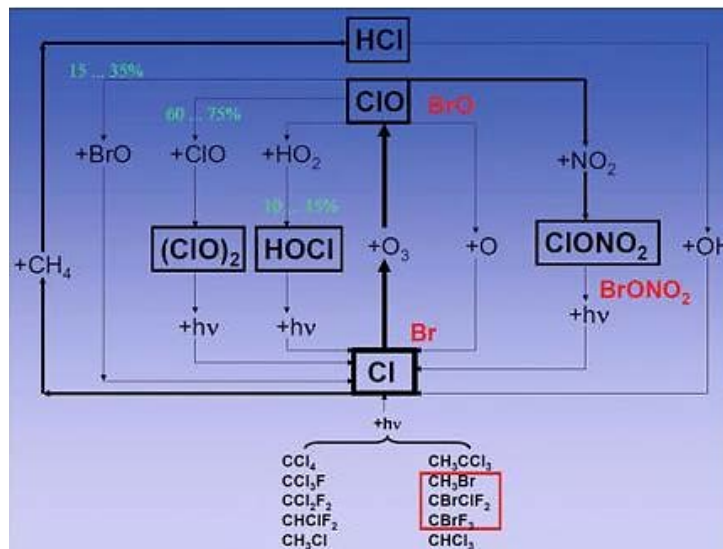 HCl
15 ... 35%
ClO
BrO
60 ... 75%
+BrO
+ClO
+HO₂
+NO₂
10 ... 15%
(ClO)₂
HOCl
+O₃
+O
ClONO₂
+OH
+CH₄
BrONO₂
+hν
+hν
+hν
Br
Cl
+hν
CCl₄
CCl₃F
CCl₂F₂
CHClF₂
CH₃Cl
CH₃CCl₃
CH₃Br
CBrClF₂
CBrF₃
CHCl₃